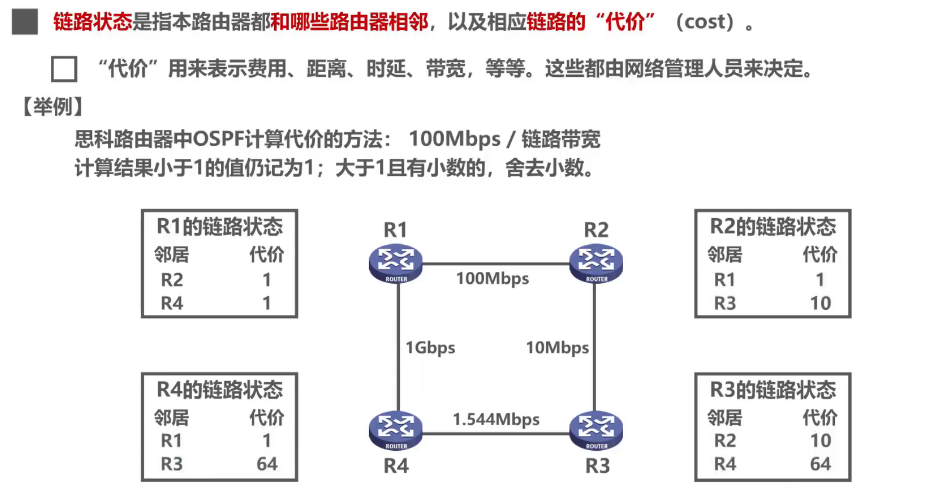 链路状态是指本路由器都和哪些路由器相邻，以及相应链路的“代价”（cost）。
“代价”用来表示费用、距离、时延、带宽，等等。这些都由网络管理人员来决定。
【举例】
思科路由器中OSPF计算代价的方法： 100Mbps / 链路带宽
计算结果小于1的值仍记为1；大于1且有小数的，舍去小数。
R1的链路状态
邻居 代价
R2 1
R4 1
R1
R2
ROUTER
ROUTER
100Mbps
R2的链路状态
邻居 代价
R1 1
R3 10
1Gbps
10Mbps
R4的链路状态
邻居 代价
R1 1
R3 64
1.544Mbps
ROUTER
ROUTER
R4
R3
R3的链路状态
邻居 代价
R2 10
R4 64